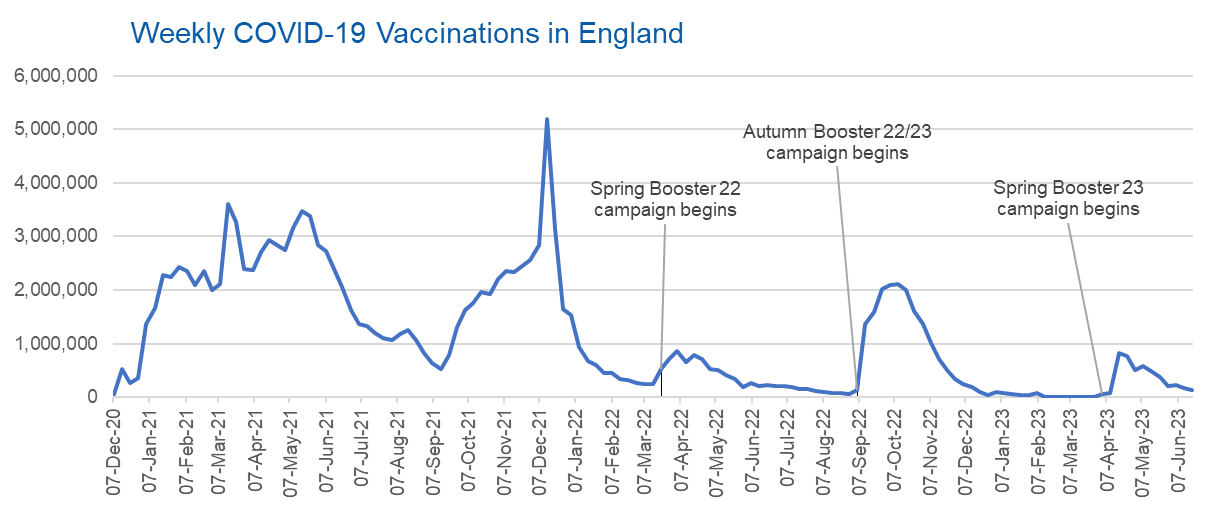 Weekly COVID-19 Vaccinations in England
6,000,000
5,000,000
4,000,000
3,000,000
2,000,000
1,000,000
0
Autumn Booster 22/23
campaign begins
Spring Booster 22
campaign begins
Spring Booster 23
campaign begins
07-Dec-20
07-Jan-21
07-Feb-21
07-Mar-21
07-Apr-21
07-May-21
07-Jun-21
07-Jul-21
07-Aug-21
07-Sep-21
07-Oct-21
07-Nov-21
07-Dec-21
07-Jan-22
07-Feb-22
07-Mar-22
07-Apr-22
07-May-22
07-Jun-22
07-Jul-22
07-Aug-22
07-Sep-22
07-Oct-22
07-Nov-22
07-Dec-22
07-Jan-23
07-Feb-23
07-Mar-23
07-Apr-23
07-May-23
07-Jun-23